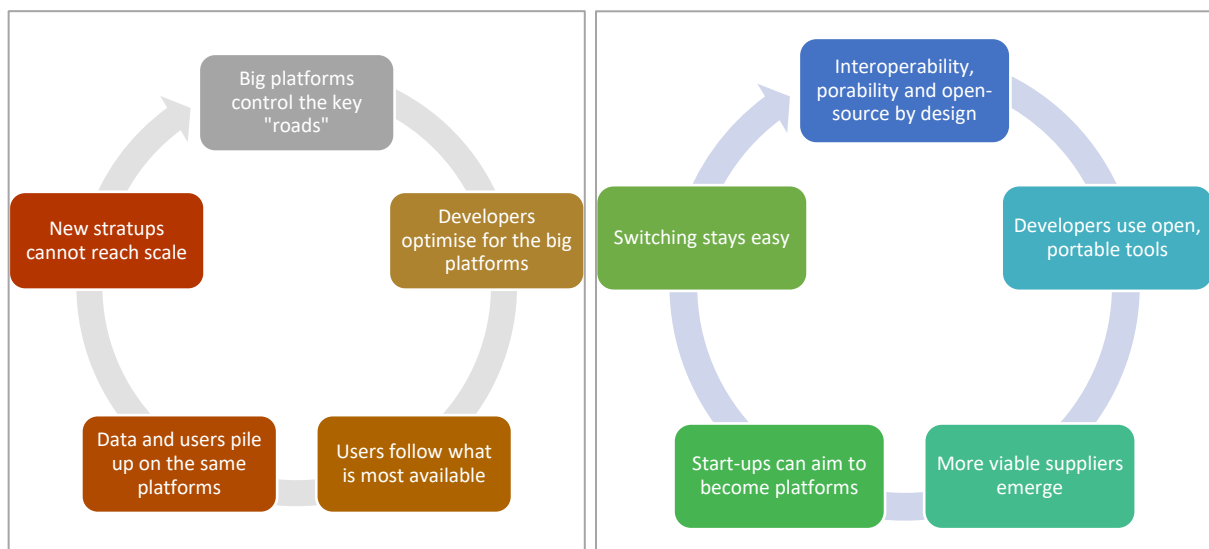 Big platforms
control the key
"roads"
Developers
optimise for the big
platforms
Users follow what
is most available
Data and users pile
up on the same
platforms
New stratups
cannot reach scale
Interoperability,
porability and open-
source by design
Developers use open,
portable tools
More viable suppliers
emerge
Start-ups can aim to
become platforms
Switching stays easy